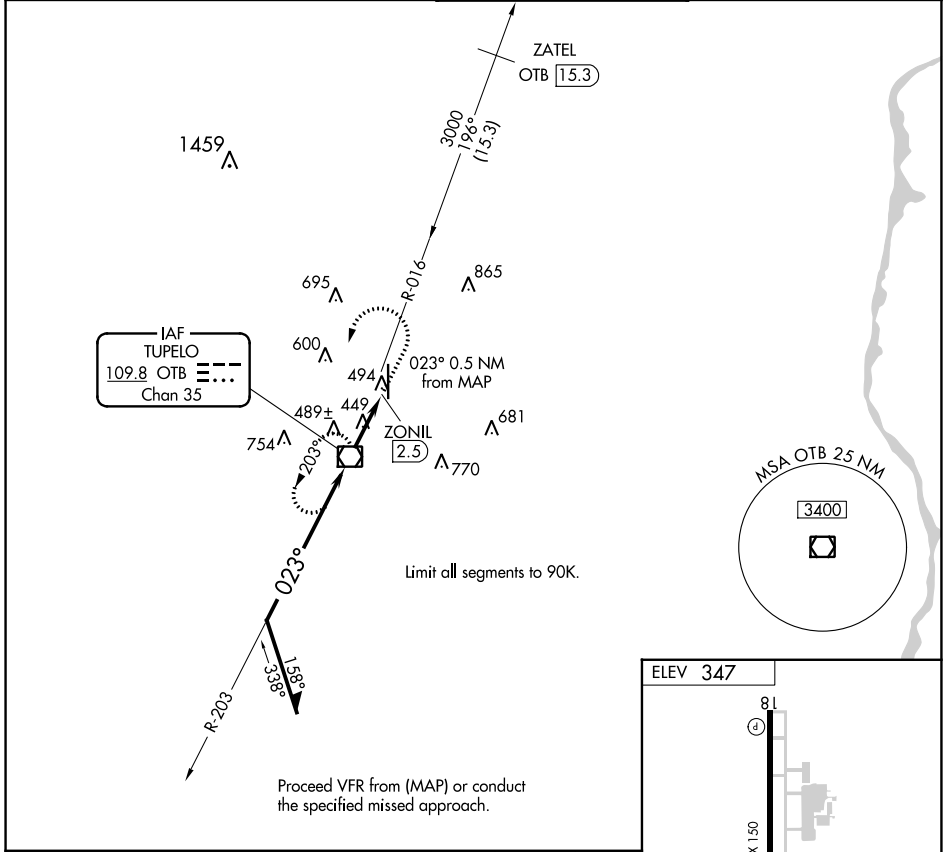 ZATEL
OTB 15.3
3000
196°
(15.3)
1459
R-016
865
695
IAF
TUPELO
109.8 OTB
Chan 35
600
023° 0.5 NM
from MAP
494
489±
449
ZONIL
2.5
681
754
203°
770
MSA OTB 25 NM
3400
023°
Limit all segments to 90K.
158°
338°
R-203
ELEV 347
18
P
Proceed VFR from (MAP) or conduct
the specified missed approach.
X 150